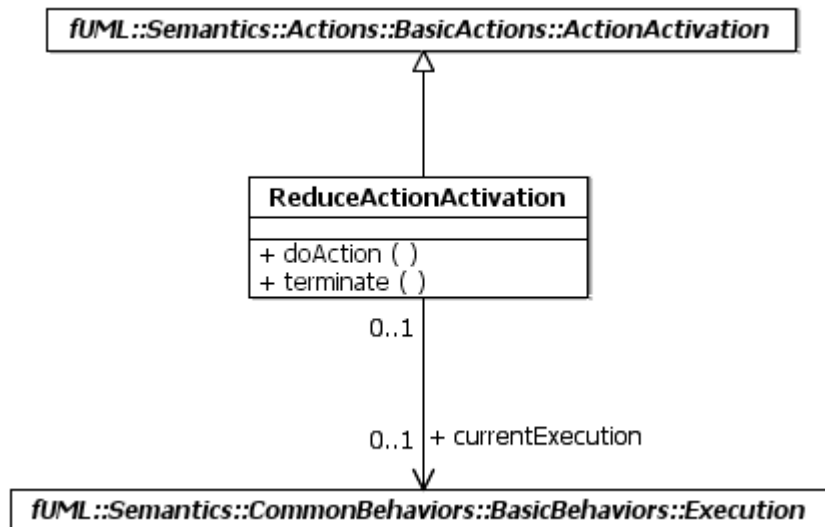 fUML::Semantics::Actions::BasicActions::ActionActivation
ReduceActionActivation
+ doAction ( )
+ terminate ( )
0..1
0..1 + currentExecution
fUML::Semantics::CommonBehaviors::BasicBehaviors::Execution